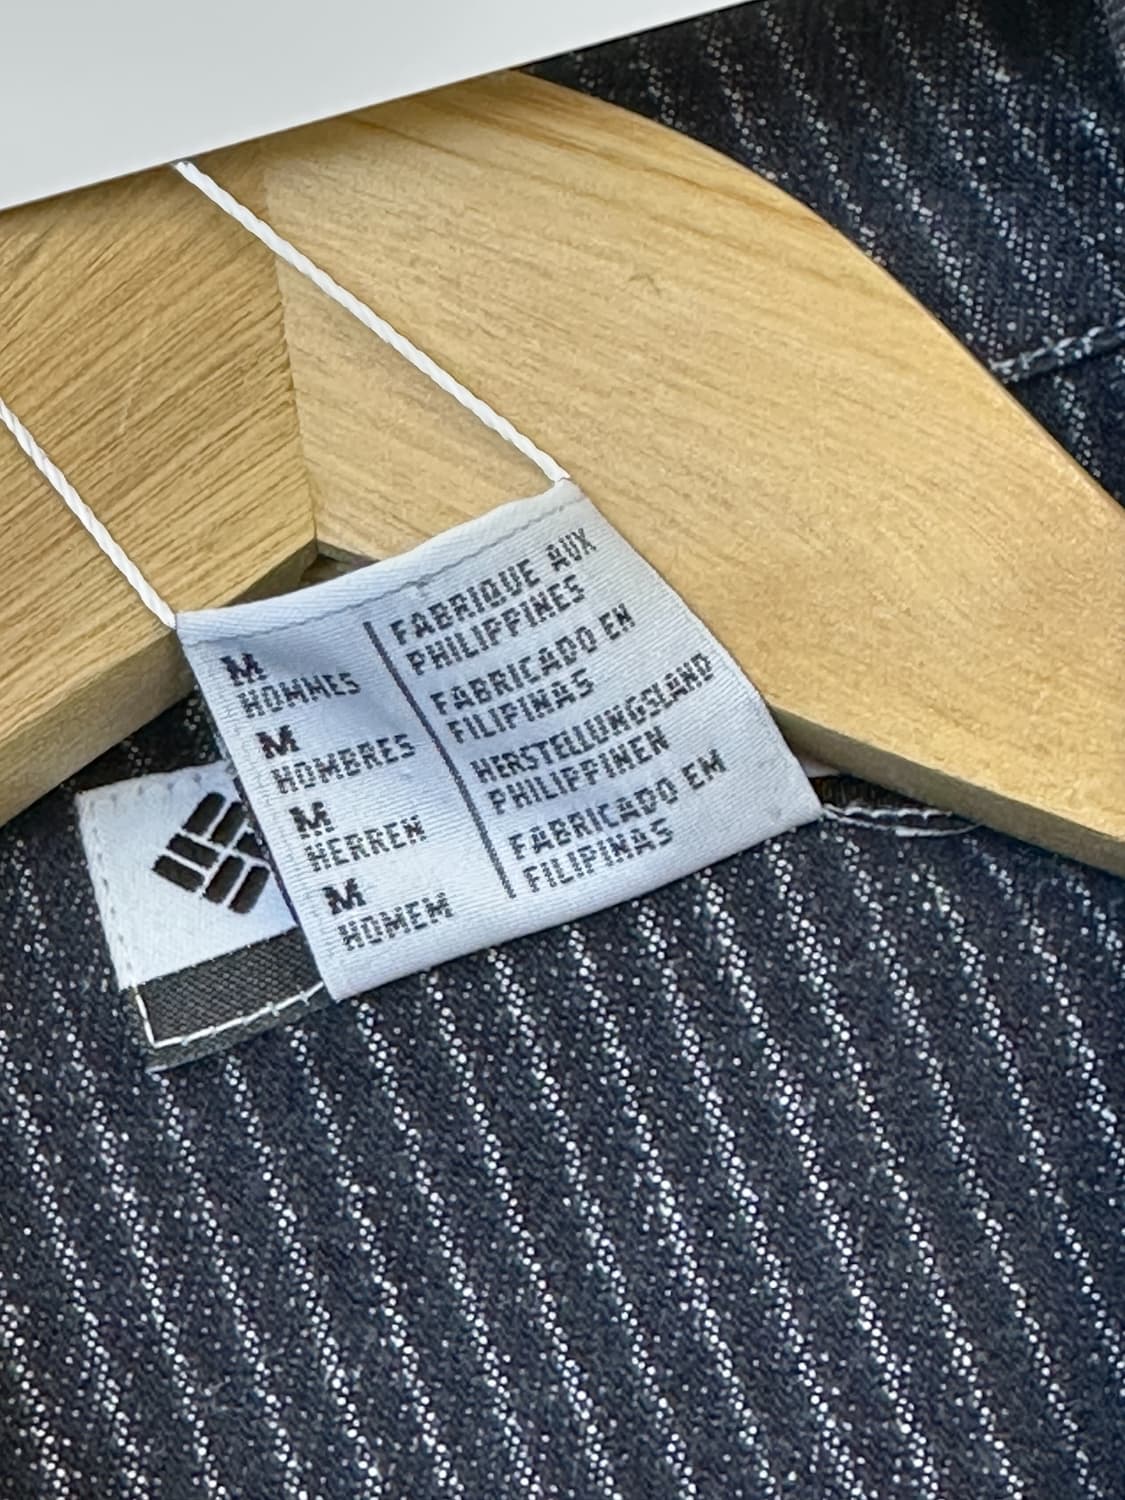 M
HOMMES
M
HOMBRES
M
HERREN
M
HOMEM
FABRIQUE AUX
PHILIPPINES
FABRICADO EN
FILIPINAS
HERSTELLUNGSLAND
PHILIPPINEN
FABRICADO EM
FILIPINAS